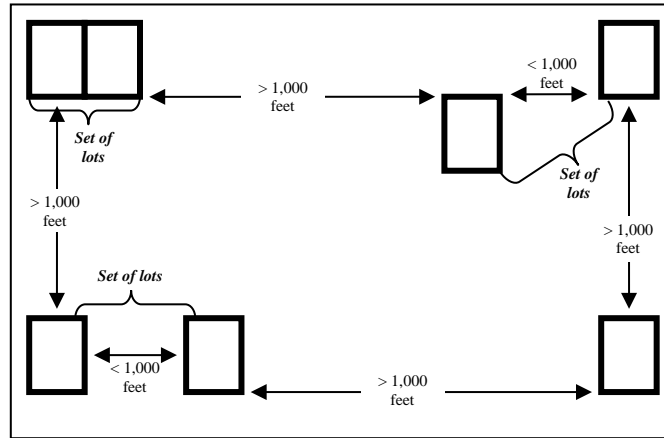 < 1,000
feet
> 1,000
feet
Set of
lots
Set of
lots
> 1,000
feet
> 1,000
feet
Set of lots
< 1,000
feet
> 1,000
feet